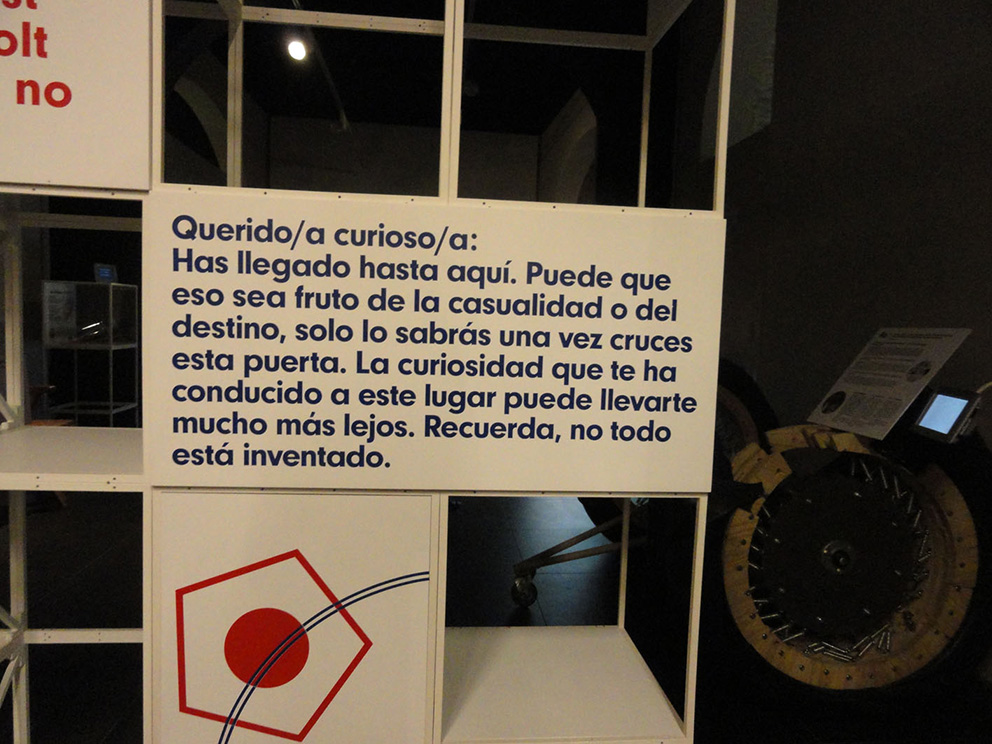 olt
no
Querido/a curioso/a:
Has llegado hasta aquí. Puede que
eso sea fruto de la casualidad o del
destino, solo lo sabrás una vez cruces
esta puerta. La curiosidad que te ha
conducido a este lugar puede llevarte
mucho más lejos. Recuerda, no todo
está inventado.